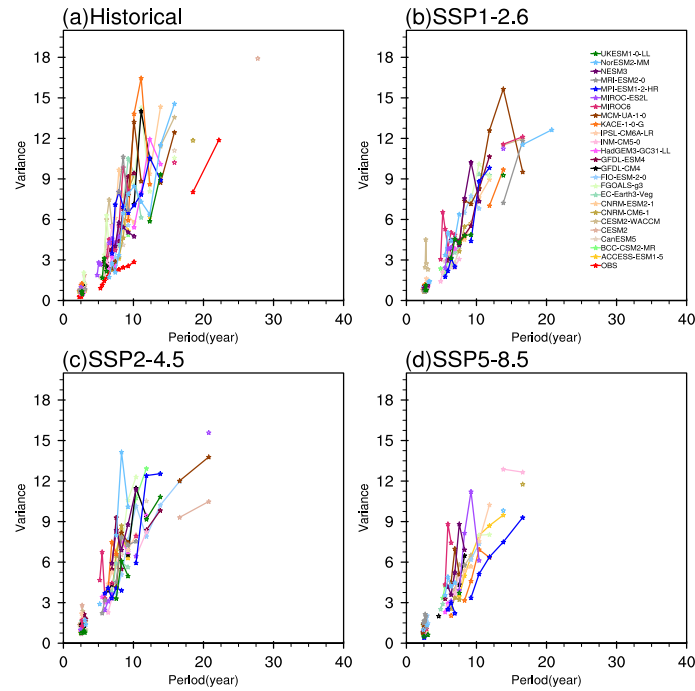 (a)Historical
18
15
12
9
6
3
0
Variance
0 10 20 30 40
Period(year)
(b)SSP1-2.6
18
15
12
9
6
3
0
Variance
0 10 20 30 40
Period(year)
UKESM1-0-LL
NorESM2-MM
NESM3
MRI-ESM2-0
MPI-ESM1-2-HR
MIROC-ES2L
MIROC6
MCM-UA-1-0
KACE-1-0-G
IPSL-CM6A-LR
INM-CM5-0
HadGEM3-GC31-LL
GFDL-ESM4
GFDL-CM4
FIO-ESM-2-0
FGOALS-g3
EC-Earth3-Veg
CNRM-ESM2-1
CNRM-CM6-1
CESM2-WACCM
CESM2
CanESM5
BCC-CSM2-MR
ACCESS-ESM1-5
OBS
(c)SSP2-4.5
18
15
12
9
6
3
0
Variance
0 10 20 30 40
Period(year)
(d)SSP5-8.5
18
15
12
9
6
3
0
Variance
0 10 20 30 40
Period(year)